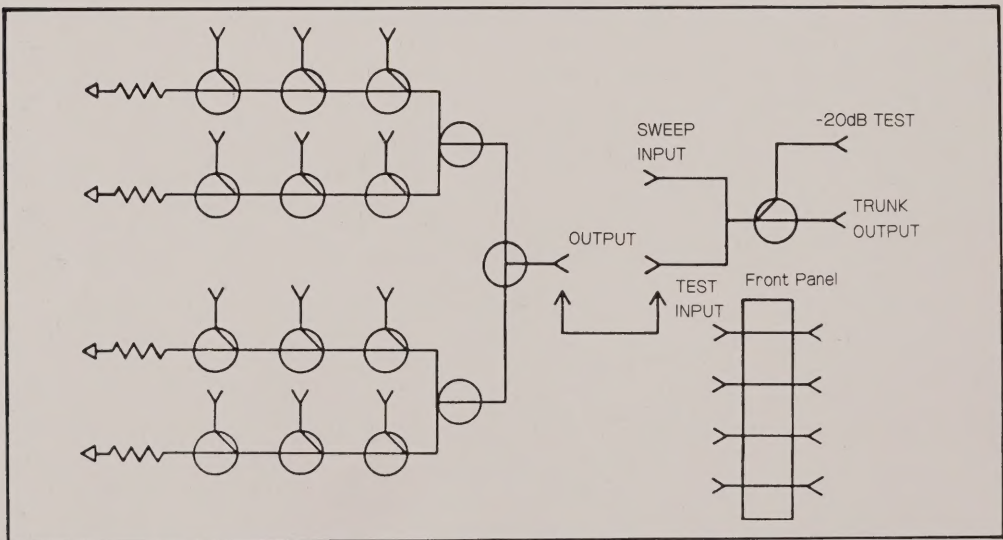 -20dB TEST
SWEEP
INPUT
TRUNK
OUTPUT
OUTPUT
TEST
INPUT
Front Panel